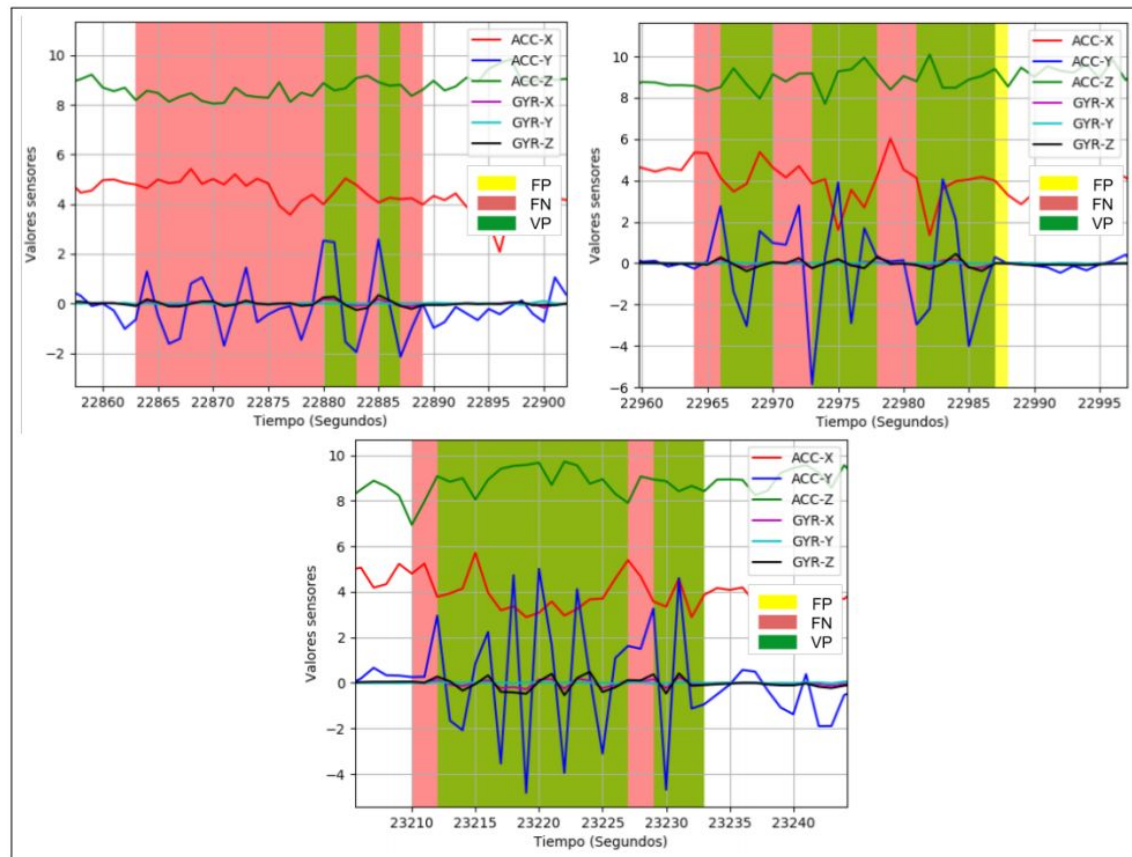 10
8
6
4
2
0
−2
Valores sensores
22860 22865 22870 22875 22880 22885 22890 22895 22900
Tiempo (Segundos)
ACC-X
ACC-Y
ACC-Z
GYR-X
GYR-Y
GYR-Z
FP
FN
VP
10
8
6
4
2
0
−2
−4
−6
Valores sensores
22960 22965 22970 22975 22980 22985 22990 22995
Tiempo (Segundos)
ACC-X
ACC-Y
ACC-Z
GYR-X
GYR-Y
GYR-Z
FP
FN
VP
10
8
6
4
2
0
−2
−4
Valores sensores
23210 23215 23220 23225 23230 23235 23240
Tiempo (Segundos)
ACC-X
ACC-Y
ACC-Z
GYR-X
GYR-Y
GYR-Z
FP
FN
VP